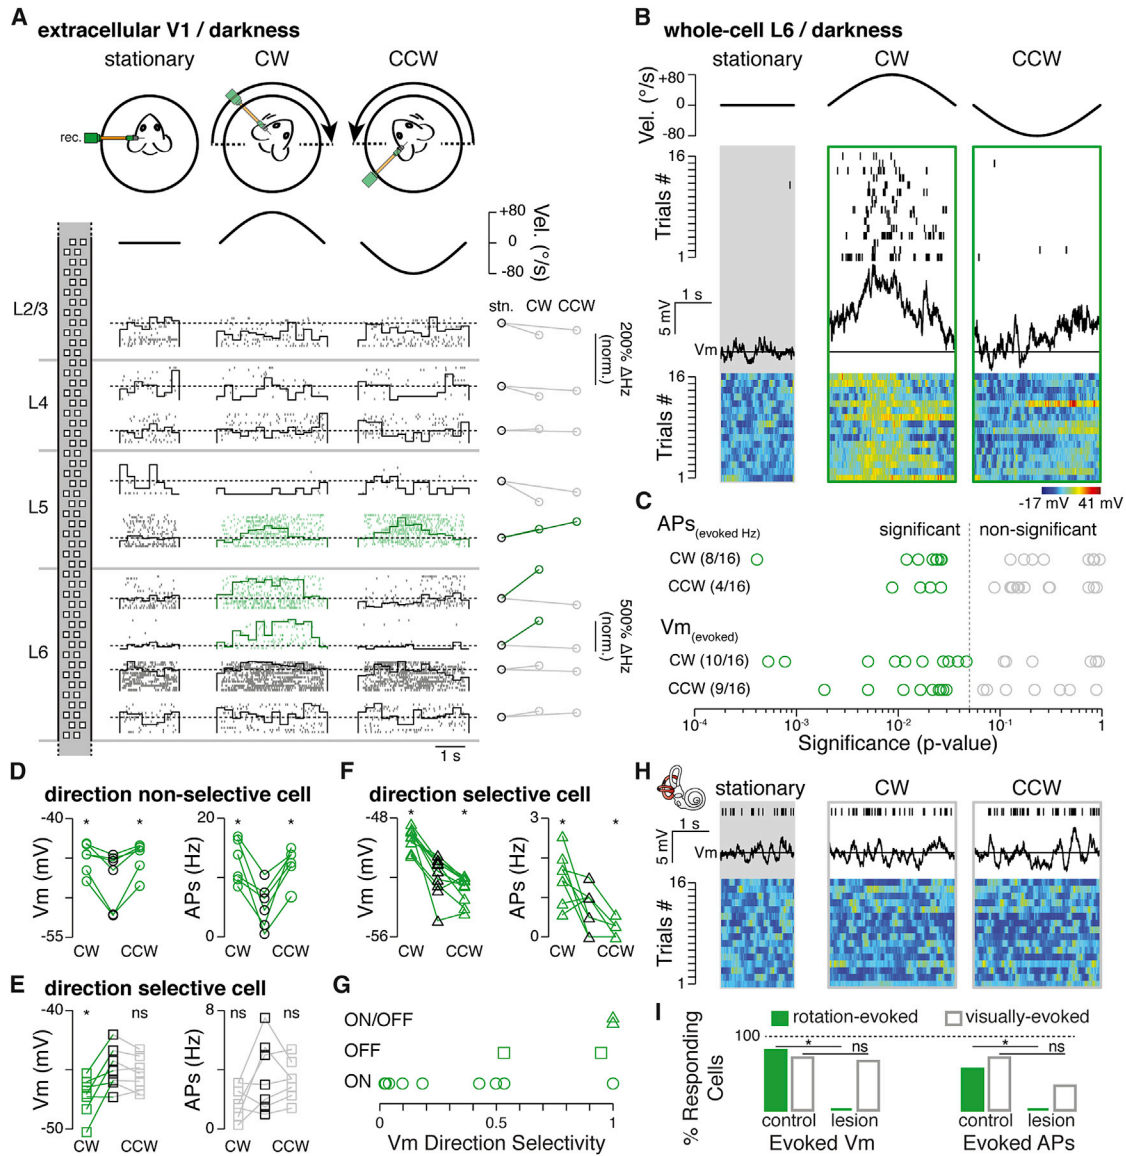 A extracellular V1 / darkness
stationary CW CCW
rec.
+80
0
-80
Vel. (°/s)
stn. CW CCW
L2/3
L4
L5
L6
200% ΔHz
(norm.)
500% ΔHz
(norm.)
1 s
B whole-cell L6 / darkness
stationary CW CCW
Vel. (°/s)
+80
0
-80
Trials #
16
1
1 s
5 mV
Vm
Trials #
16
1
-17 mV 41 mV
C
APs(evoked Hz) significant non-significant
CW (8/16)
CCW (4/16)
Vm(evoked)
CW (10/16)
CCW (9/16)
10-4 10-3 10-2 10-1 1
Significance (p-value)
D direction non-selective cell
Vm (mV)
-40
-55
* *
CW CCW
APs (Hz)
20
0
* *
CW CCW
E direction selective cell
Vm (mV)
-40
-50
* ns
CW CCW
APs (Hz)
8
0
ns ns
CW CCW
F direction selective cell
Vm (mV)
-48
-56
* *
CW CCW
APs (Hz)
3
0
* *
CW CCW
G
ON/OFF
OFF
ON
0 0.5 1
Vm Direction Selectivity
H stationary CW CCW
1 s
5 mV
Vm
Trials #
16
1
I rotation-evoked visually-evoked
100
% Responding
Cells
* ns * ns
control lesion control lesion
Evoked Vm Evoked APs